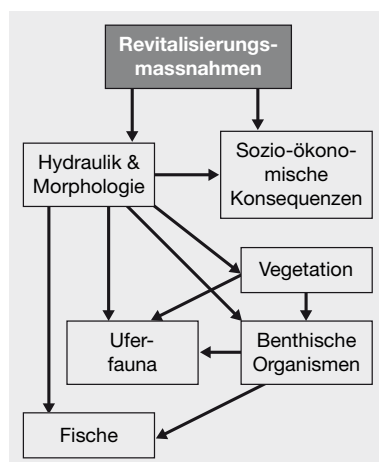 Revitalisierungs-
massnahmen
Hydraulik &
Morphologie
Sozio-ökono-
mische
Konsequenzen
Vegetation
Ufer-
fauna
Benthische
Organismen
Fische